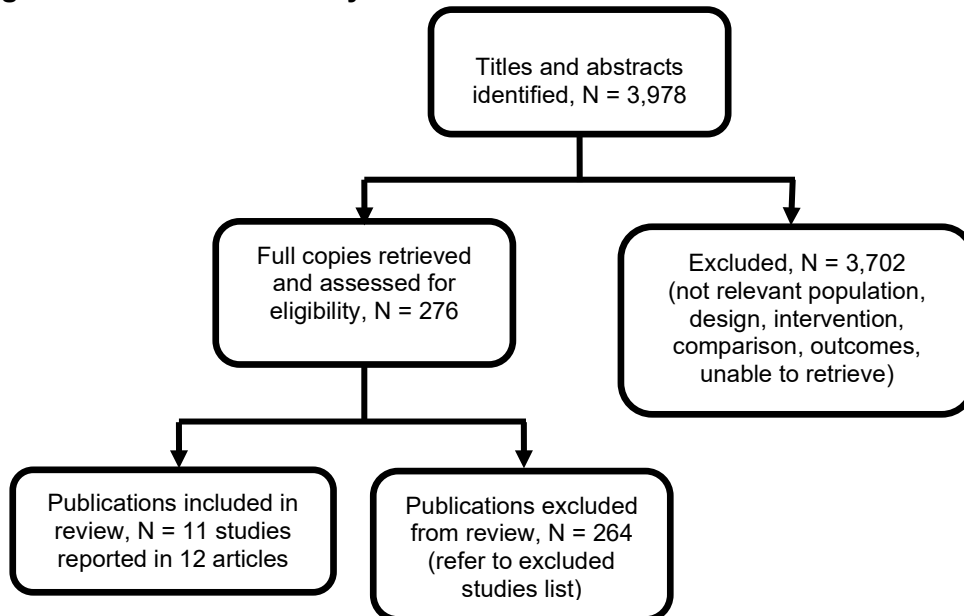 Titles and abstracts
identified, N = 3,978
Full copies retrieved
and assessed for
eligibility, N = 276
Excluded, N = 3,702
(not relevant population,
design, intervention,
comparison, outcomes,
unable to retrieve)
Publications included in
review, N = 11 studies
reported in 12 articles
Publications excluded
from review, N = 264
(refer to excluded
studies list)